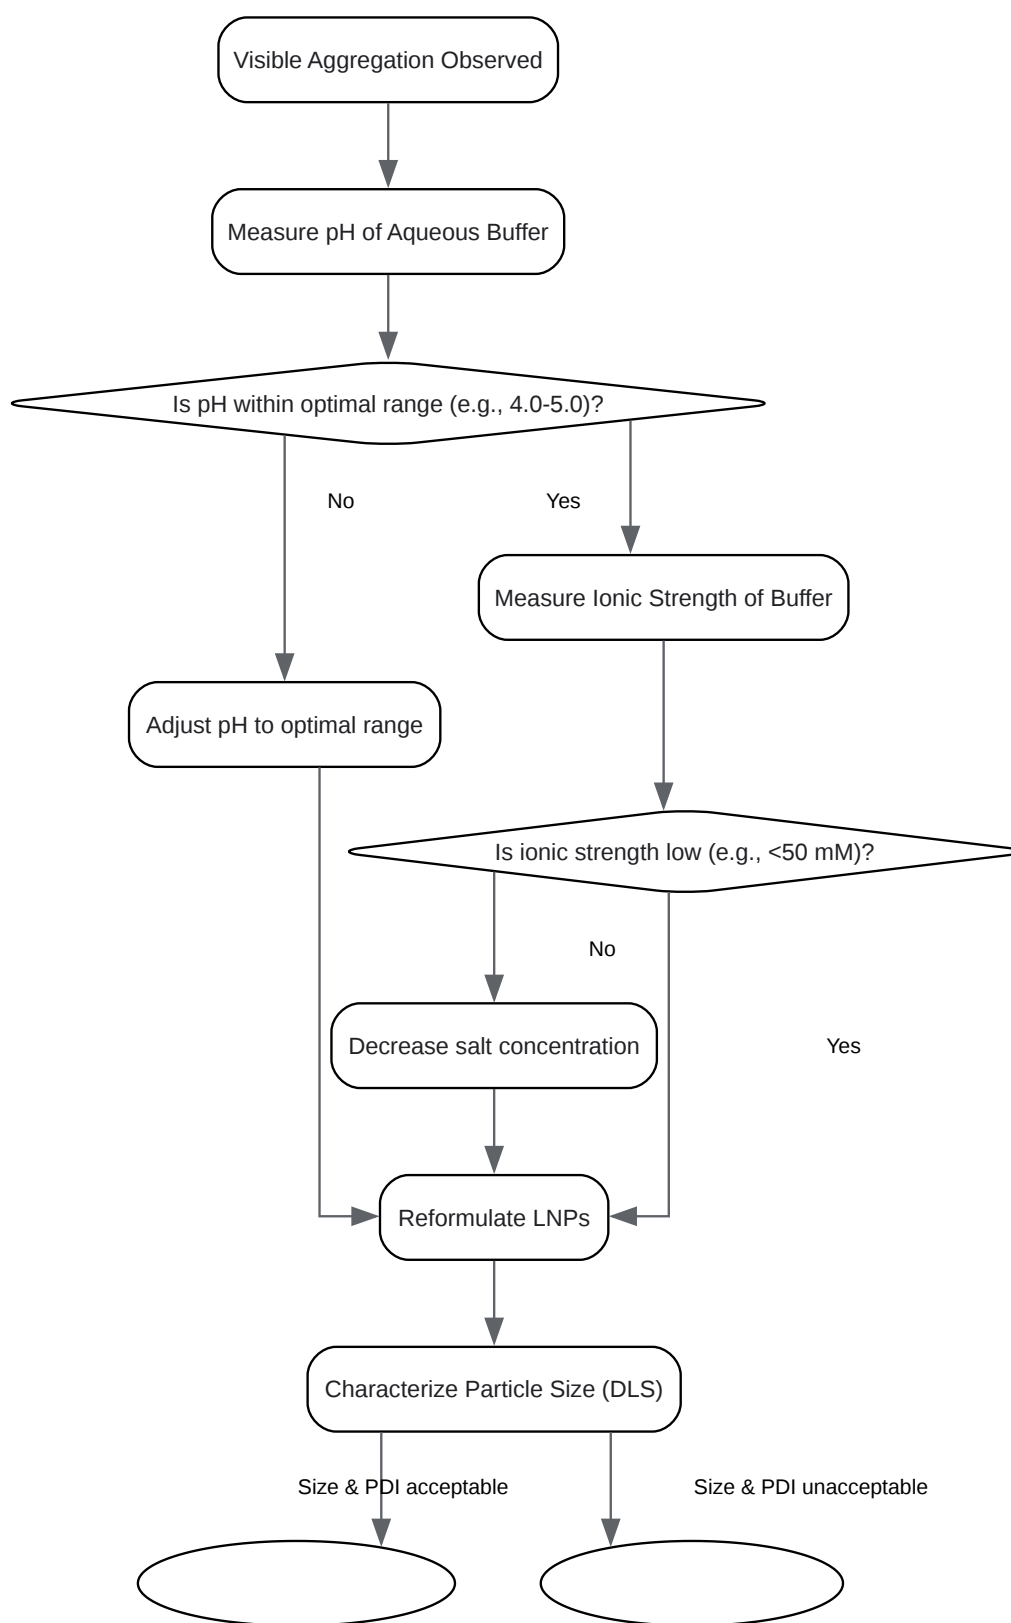 Visible Aggregation Observed
Measure pH of Aqueous Buffer
Is pH within optimal range (e.g., 4.0-5.0)?
No
Yes
Measure Ionic Strength of Buffer
Adjust pH to optimal range
Is ionic strength low (e.g., <50 mM)?
No
Decrease salt concentration
Yes
Reformulate LNPs
Characterize Particle Size (DLS)
Size & PDI acceptable
Size & PDI unacceptable